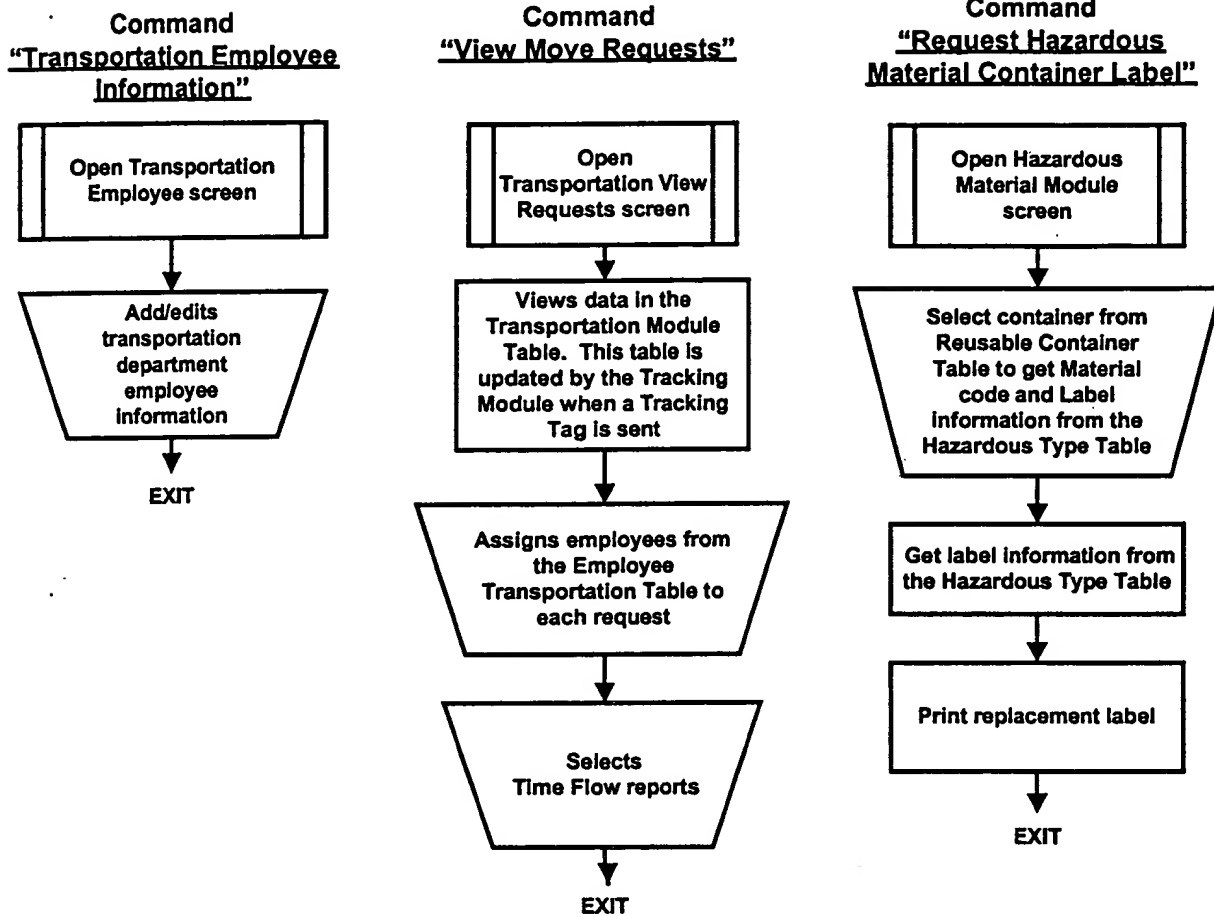 Command
“Transportation Employee
Information”
Open Transportation
Employee screen
Add/edits
transportation
department
employee
information
EXIT
Command
“View Move Requests”
Open
Transportation View
Requests screen
Views data in the
Transportation Module
Table. This table is
updated by the Tracking
Module when a Tracking
Tag is sent
Assigns employees from
the Employee
Transportation Table to
each request
Selects
Time Flow reports
EXIT
Command
“Request Hazardous
Material Container Label”
Open Hazardous
Material Module
screen
Select container from
Reusable Container
Table to get Material
code and Label
information from the
Hazardous Type Table
Get label information from
the Hazardous Type Table
Print replacement label
EXIT